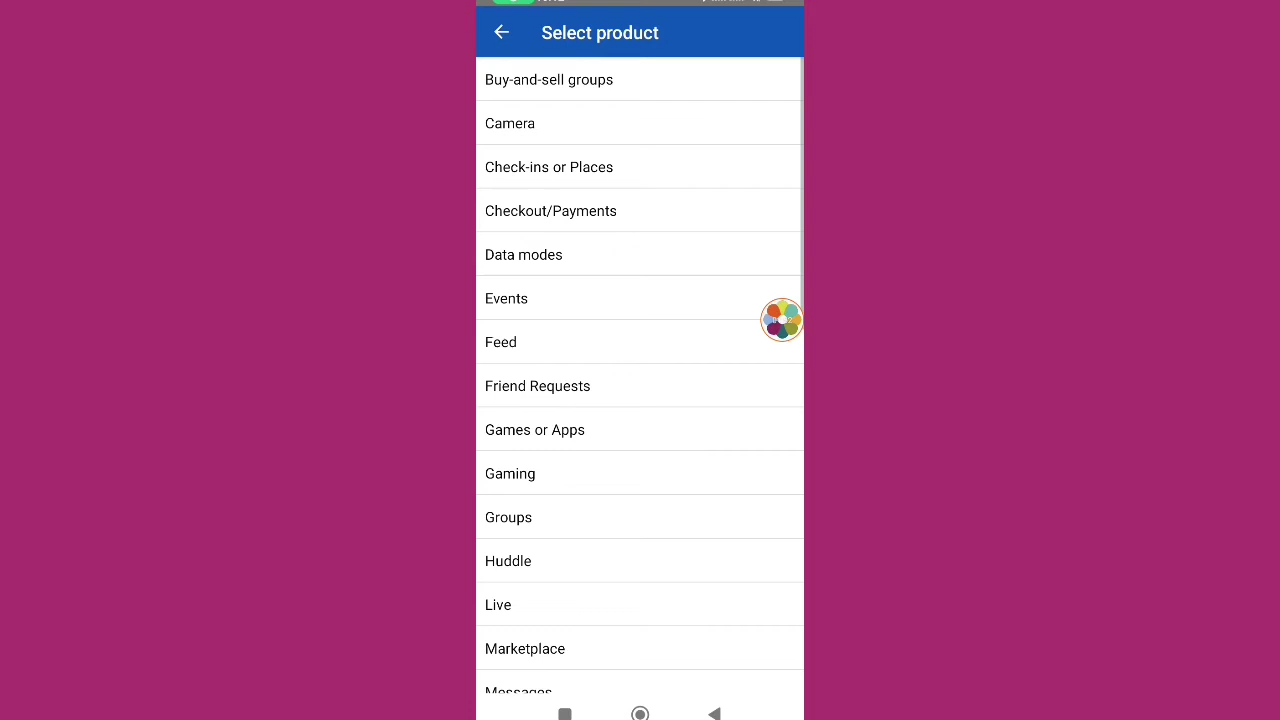 Select product
Buy-and-sell groups
Camera
Check-ins or Places
Checkout/Payments
Data modes
Events
Feed
Friend Requests
Games or Apps
Gaming
Groups
Huddle
Live
Marketplace
Messages